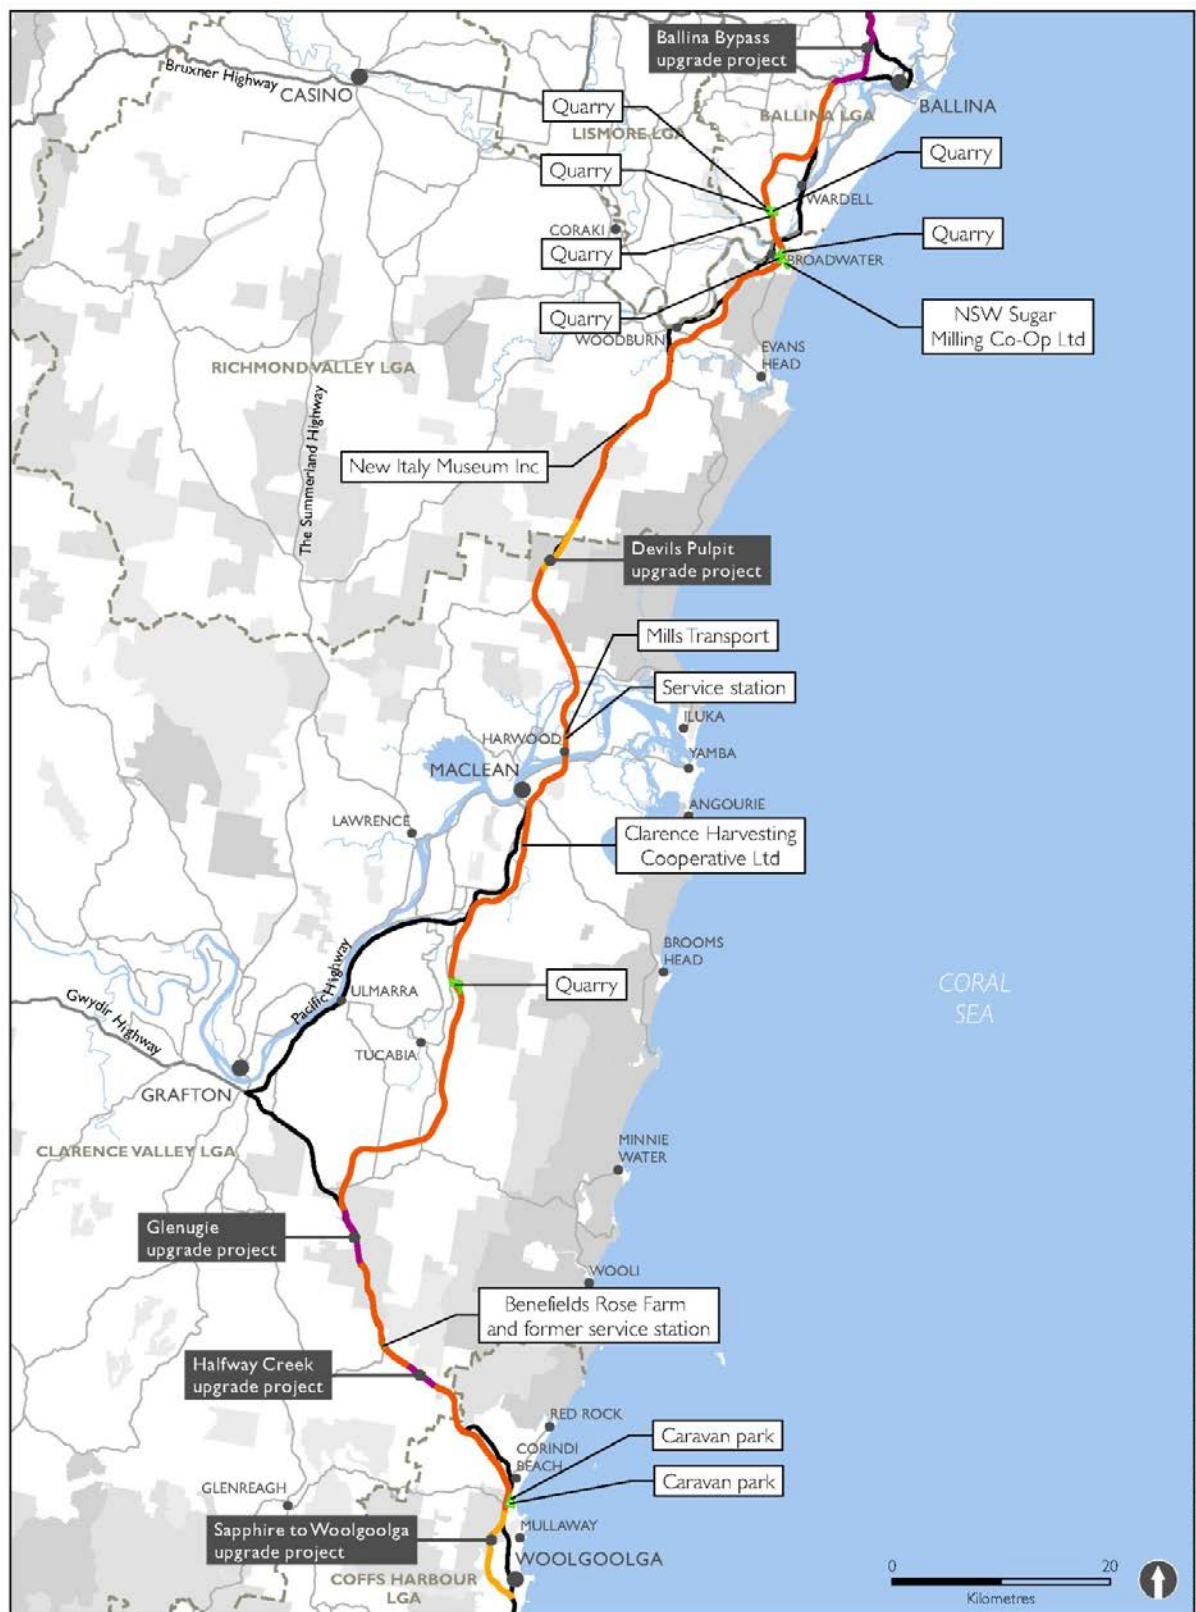 Ballina Bypass
upgrade project
Bruxner Highway
CASINO
BALLINA
Quarry
BALLINA LGA
LISMORE LGA
Quarry
Quarry
WARDELL
CORAKI
Quarry
Quarry
BROADWATER
Quarry
NSW Sugar
Milling Co-Op Ltd
WOODBURN
EVANS
HEAD
RICHMOND VALLEY LGA
The Summerland Highway
New Italy Museum Inc
Devils Pulpit
upgrade project
Mills Transport
Service station
ILUKA
HARWOOD
YAMBA
MACLEAN
ANGOURIE
LAWRENCE
Clarence Harvesting
Cooperative Ltd
BROOMS
HEAD
Pacific Highway
Quarry
CORAL
SEA
ULMARRA
Gwydir Highway
TUCABIA
GRAFTON
CLARENCE VALLEY LGA
MINNIE
WATER
Glenugie
upgrade project
WOOLI
Benefields Rose Farm
and former service station
Halfway Creek
upgrade project
RED ROCK
Caravan park
CORINDI
BEACH
Caravan park
GLENREAGH
MULLAWAY
Sapphire to Woolgoolga
upgrade project
WOOLGOOLGA
COFFS HARBOUR
LGA
0
20
Kilometres